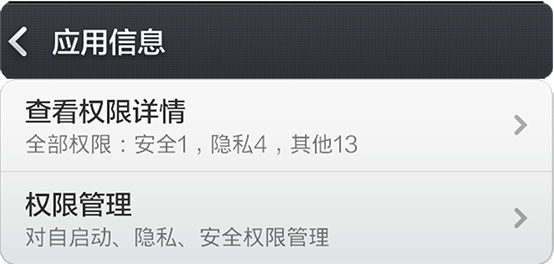 应用信息
查看权限详情
全部权限：安全1，隐私4，其他13
权限管理
对自启动、隐私、安全权限管理